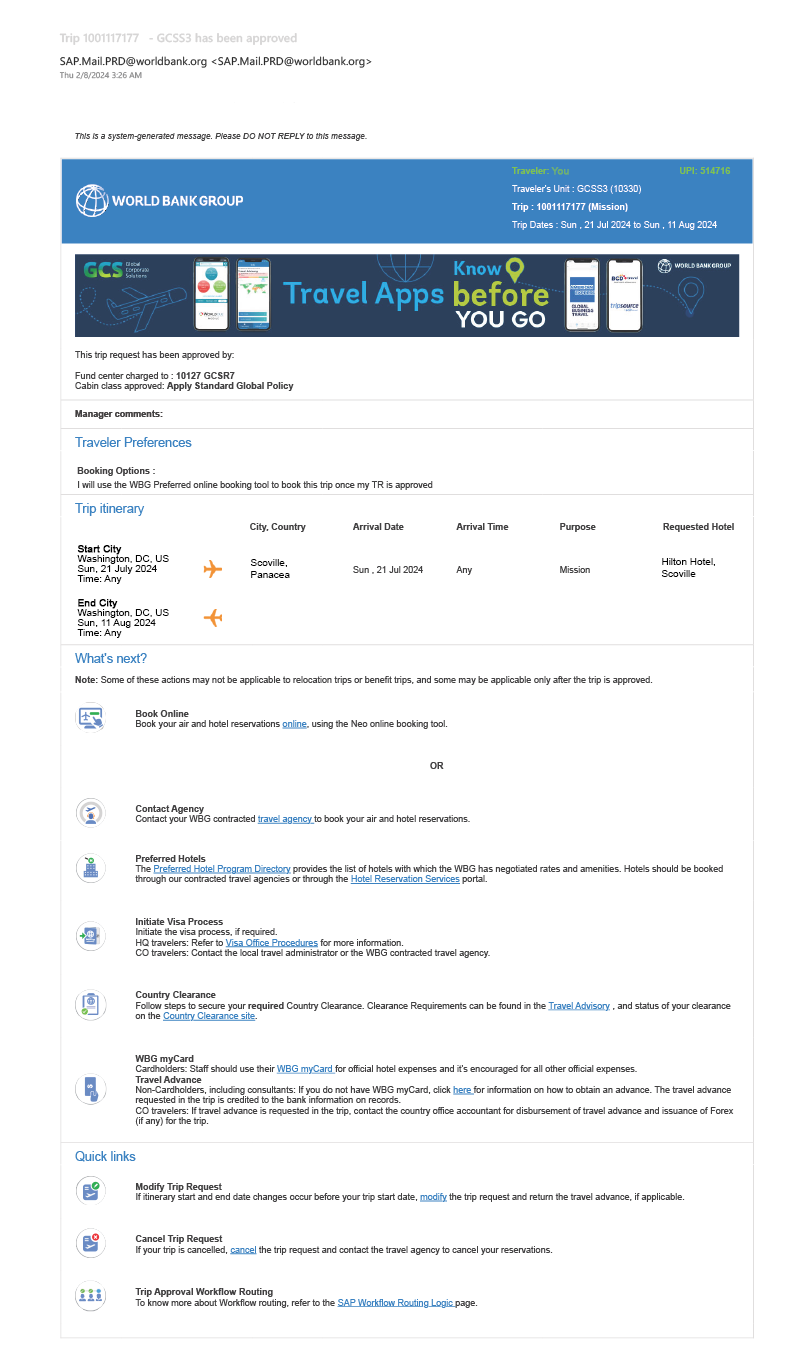 Trip 1001117177 - GCSS3 has been approved
SAP.Mail.PRD@worldbank.org <SAP.Mail.PRD@worldbank.org>
Thu 2/8/2024 3:26 AM
This is a system-generated message. Please DO NOT REPLY to this message.
WORLD BANK GROUP
Traveler: You UPI: 514716
Traveler's Unit : GCSS3 (10330)
Trip : 1001117177 (Mission)
Trip Dates : Sun , 21 Jul 2024 to Sun , 11 Aug 2024
GCS Global Corporate Solutions
Travel Apps
Know
before
YOU GO
GLOBAL BUSINESS TRAVEL
BCD travel
tripsource
WORLD BANK GROUP
This trip request has been approved by:
Fund center charged to : 10127 GCSR7
Cabin class approved: Apply Standard Global Policy
Manager comments:
Traveler Preferences
Booking Options :
I will use the WBG Preferred online booking tool to book this trip once my TR is approved
Trip itinerary
City, Country Arrival Date Arrival Time Purpose Requested Hotel
Start City
Washington, DC, US
Sun, 21 July 2024
Time: Any
Scoville,
Panacea
Sun , 21 Jul 2024
Any
Mission
Hilton Hotel,
Scoville
End City
Washington, DC, US
Sun, 11 Aug 2024
Time: Any
What's next?
Note: Some of these actions may not be applicable to relocation trips or benefit trips, and some may be applicable only after the trip is approved.
Book Online
Book your air and hotel reservations online, using the Neo online booking tool.
OR
Contact Agency
Contact your WBG contracted travel agency to book your air and hotel reservations.
Preferred Hotels
The Preferred Hotel Program Directory provides the list of hotels with which the WBG has negotiated rates and amenities. Hotels should be booked
through our contracted travel agencies or through the Hotel Reservation Services portal.
Initiate Visa Process
Initiate the visa process, if required.
HQ travelers: Refer to Visa Office Procedures for more information.
CO travelers: Contact the local travel administrator or the WBG contracted travel agency.
Country Clearance
Follow steps to secure your required Country Clearance. Clearance Requirements can be found in the Travel Advisory , and status of your clearance
on the Country Clearance site.
WBG myCard
Cardholders: Staff should use their WBG myCard for official hotel expenses and it's encouraged for all other official expenses.
Travel Advance
Non-Cardholders, including consultants: If you do not have WBG myCard, click here for information on how to obtain an advance. The travel advance
requested in the trip is credited to the bank information on records.
CO travelers: If travel advance is requested in the trip, contact the country office accountant for disbursement of travel advance and issuance of Forex
(if any) for the trip.
Quick links
Modify Trip Request
If itinerary start and end date changes occur before your trip start date, modify the trip request and return the travel advance, if applicable.
Cancel Trip Request
If your trip is cancelled, cancel the trip request and contact the travel agency to cancel your reservations.
Trip Approval Workflow Routing
To know more about Workflow routing, refer to the SAP Workflow Routing Logic page.